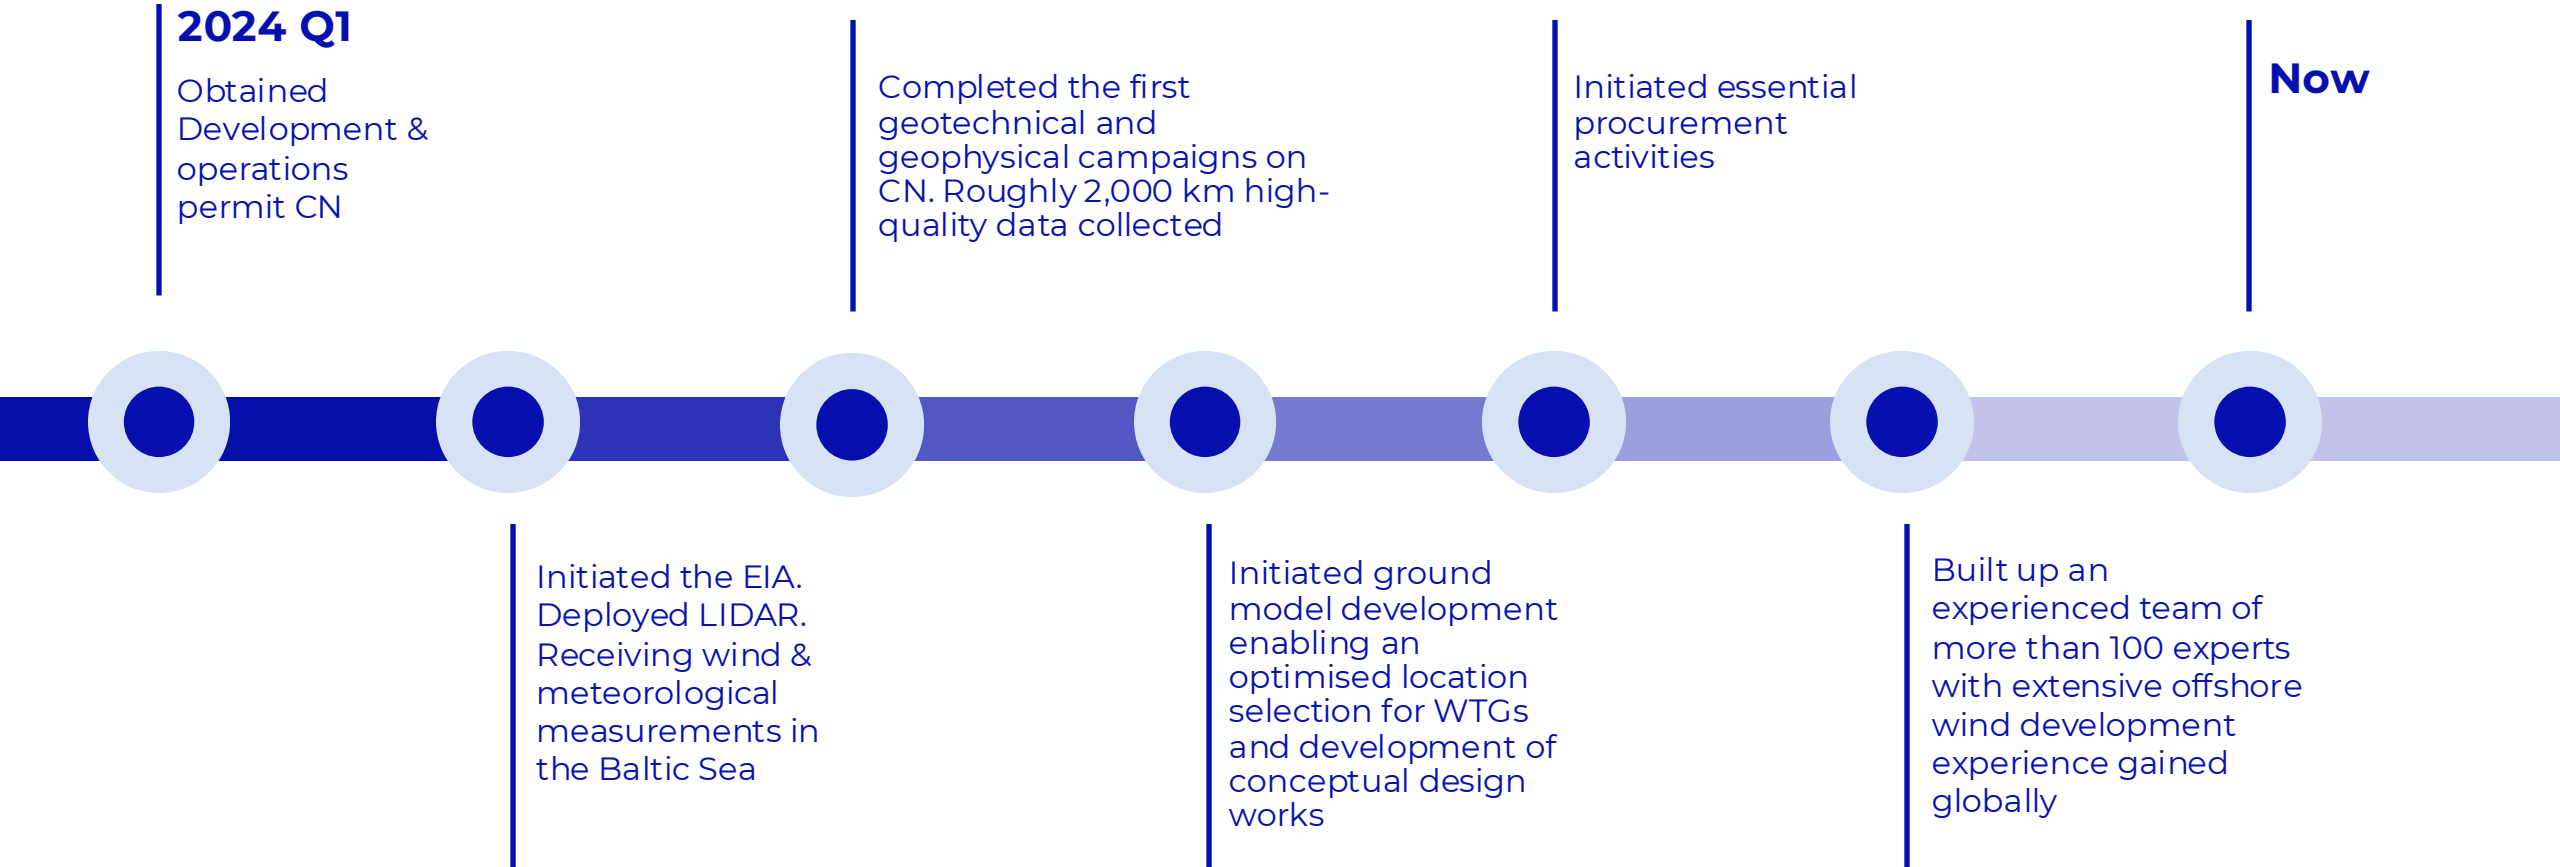 2024 Q1
Obtained
Development &
operations
permit CN
Initiated the EIA.
Deployed LIDAR.
Receiving wind &
meteorological
measurements in
the Baltic Sea
Completed the first
geotechnical and
geophysical campaigns on
CN. Roughly 2,000 km high-
quality data collected
Initiated ground
model development
enabling an
optimised location
selection for WTGs
and development of
conceptual design
works
Initiated essential
procurement
activities
Built up an
experienced team of
more than 100 experts
with extensive offshore
wind development
experience gained
globally
Now